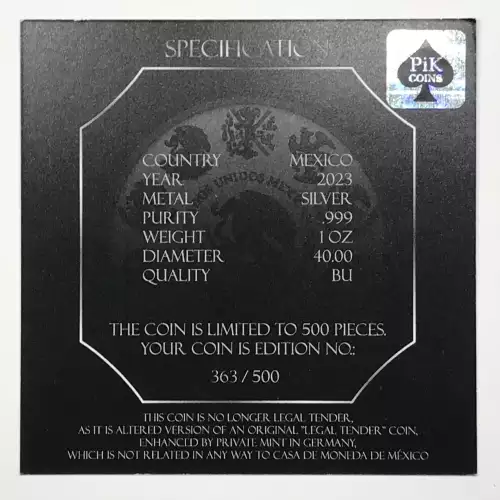 SPECIFICATION
PiK
COINS
COUNTRY MEXICO
YEAR 2023
METAL SILVER
PURITY .999
WEIGHT 1 OZ
DIAMETER 40.00
QUALITY BU
THE COIN IS LIMITED TO 500 PIECES.
YOUR COIN IS EDITION NO.:
363 / 500
THIS COIN IS NO LONGER LEGAL TENDER,
AS IT IS ALTERED VERSION OF AN ORIGINAL "LEGAL TENDER" COIN,
ENHANCED BY PRIVATE MINT IN GERMANY,
WHICH IS NOT RELATED IN ANY WAY TO CASA DE MONEDA DE MÉXICO